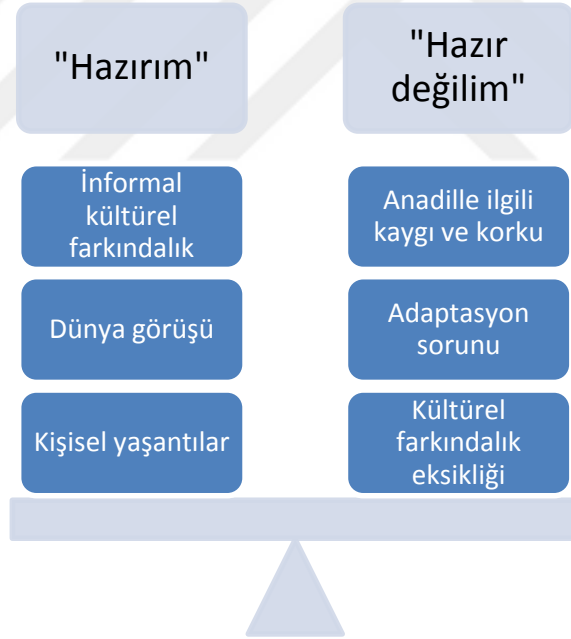 "Hazırım"
İnformal
kültürel
farkındalık
Dünya görüşü
Kişisel yaşantılar
"Hazır
değilim"
Anadille ilgili
kaygı ve korku
Adaptasyon
sorunu
Kültürel
farkındalık
eksikliği